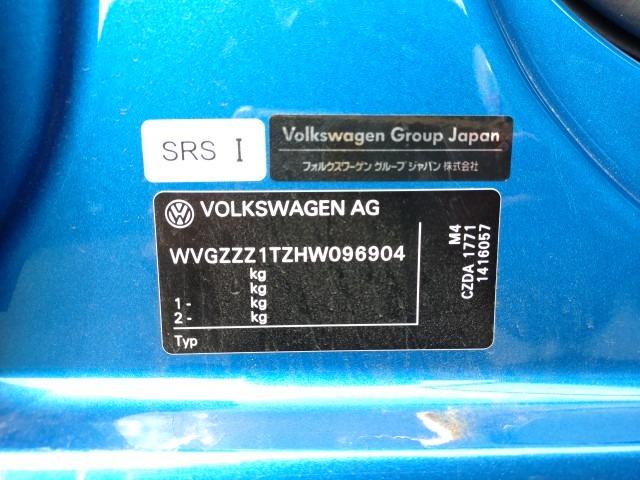 SRS I
Volkswagen Group Japan
フォルクスワーゲン グループ ジャパン 株式会社
VOLKSWAGEN AG
WVGZZZ1TZHW096904
kg
kg
1- kg
2- kg
Typ
M4
CZDA 1771
1416057